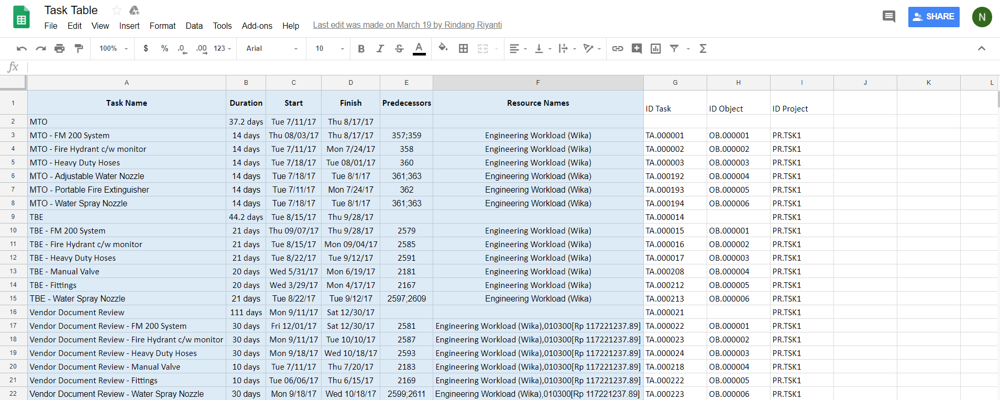 Task Table
File Edit View Insert Format Data Tools Add-ons Help Last edit was made on March 19 by Rindang Riyanti
SHARE N
100% $ % .0 .00 123 Arial 10 B I S A Σ
fx
A B C D E F G H I J K L
1 Task Name Duration Start Finish Predecessors Resource Names ID Task ID Object ID Project
2 MTO 37.2 days Tue 7/11/17 Thu 8/17/17
3 MTO - FM 200 System 14 days Thu 08/03/17 Thu 8/17/17 357;359 Engineering Workload (Wika) TA.000001 OB.000001 PR.TSK1
4 MTO - Fire Hydrant c/w monitor 14 days Tue 7/11/17 Mon 7/24/17 358 Engineering Workload (Wika) TA.000002 OB.000002 PR.TSK1
5 MTO - Heavy Duty Hoses 14 days Tue 7/18/17 Tue 08/01/17 360 Engineering Workload (Wika) TA.000003 OB.000003 PR.TSK1
6 MTO - Adjustable Water Nozzle 14 days Tue 7/18/17 Tue 8/1/17 361;363 Engineering Workload (Wika) TA.000192 OB.000004 PR.TSK1
7 MTO - Portable Fire Extinguisher 14 days Tue 7/11/17 Mon 7/24/17 362 Engineering Workload (Wika) TA.000193 OB.000005 PR.TSK1
8 MTO - Water Spray Nozzle 14 days Tue 7/18/17 Tue 8/1/17 361;363 Engineering Workload (Wika) TA.000194 OB.000006 PR.TSK1
9 TBE 44.2 days Tue 8/15/17 Thu 9/28/17 TA.000014 PR.TSK1
10 TBE - FM 200 System 21 days Thu 09/07/17 Thu 9/28/17 2579 Engineering Workload (Wika) TA.000015 OB.000001 PR.TSK1
11 TBE - Fire Hydrant c/w monitor 21 days Tue 8/15/17 Mon 09/04/17 2585 Engineering Workload (Wika) TA.000016 OB.000002 PR.TSK1
12 TBE - Heavy Duty Hoses 21 days Tue 8/22/17 Tue 9/12/17 2591 Engineering Workload (Wika) TA.000017 OB.000003 PR.TSK1
13 TBE - Manual Valve 20 days Wed 5/31/17 Mon 6/19/17 2181 Engineering Workload (Wika) TA.000208 OB.000004 PR.TSK1
14 TBE - Fittings 20 days Wed 3/29/17 Mon 4/17/17 2167 Engineering Workload (Wika) TA.000212 OB.000005 PR.TSK1
15 TBE - Water Spray Nozzle 21 days Tue 8/22/17 Tue 9/12/17 2597;2609 Engineering Workload (Wika) TA.000213 OB.000006 PR.TSK1
16 Vendor Document Review 111 days Mon 9/11/17 Sat 12/30/17 TA.000021 PR.TSK1
17 Vendor Document Review - FM 200 System 30 days Fri 12/01/17 Sat 12/30/17 2581 Engineering Workload (Wika),010300[Rp 117221237.89] TA.000022 OB.000001 PR.TSK1
18 Vendor Document Review - Fire Hydrant c/w monitor 30 days Mon 9/11/17 Tue 10/10/17 2587 Engineering Workload (Wika),010300[Rp 117221237.89] TA.000023 OB.000002 PR.TSK1
19 Vendor Document Review - Heavy Duty Hoses 30 days Mon 9/18/17 Wed 10/18/17 2593 Engineering Workload (Wika),010300[Rp 117221237.89] TA.000024 OB.000003 PR.TSK1
20 Vendor Document Review - Manual Valve 10 days Tue 7/11/17 Thu 7/20/17 2183 Engineering Workload (Wika),010300[Rp 117221237.89] TA.000218 OB.000004 PR.TSK1
21 Vendor Document Review - Fittings 10 days Tue 06/06/17 Thu 6/15/17 2169 Engineering Workload (Wika),010300[Rp 117221237.89] TA.000222 OB.000005 PR.TSK1
22 Vendor Document Review - Water Spray Nozzle 30 days Mon 9/18/17 Wed 10/18/17 2599;2611 Engineering Workload (Wika),010300[Rp 117221237.89] TA.000223 OB.000006 PR.TSK1